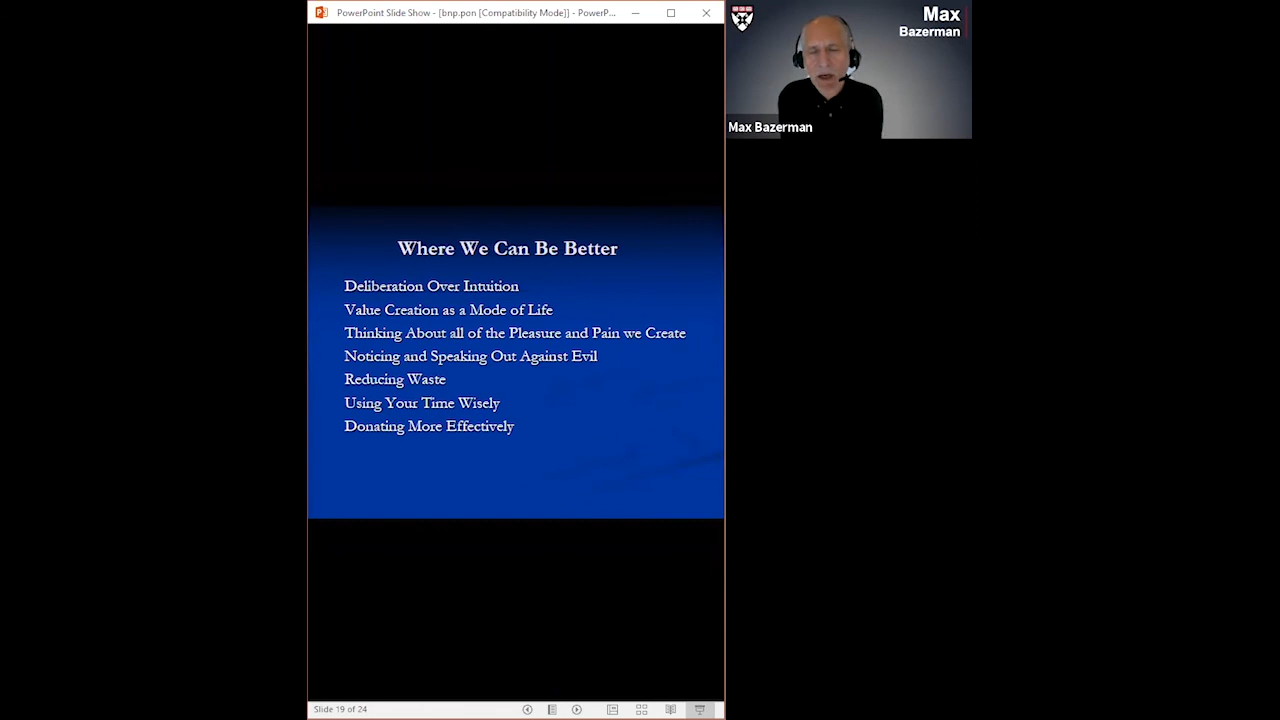 PowerPoint Slide Show - [bnp.pon [Compatibility Mode]] - PowerP...
Max
Bazerman
Max Bazerman
Where We Can Be Better
Deliberation Over Intuition
Value Creation as a Mode of Life
Thinking About all of the Pleasure and Pain we Create
Noticing and Speaking Out Against Evil
Reducing Waste
Using Your Time Wisely
Donating More Effectively
Slide 19 of 24